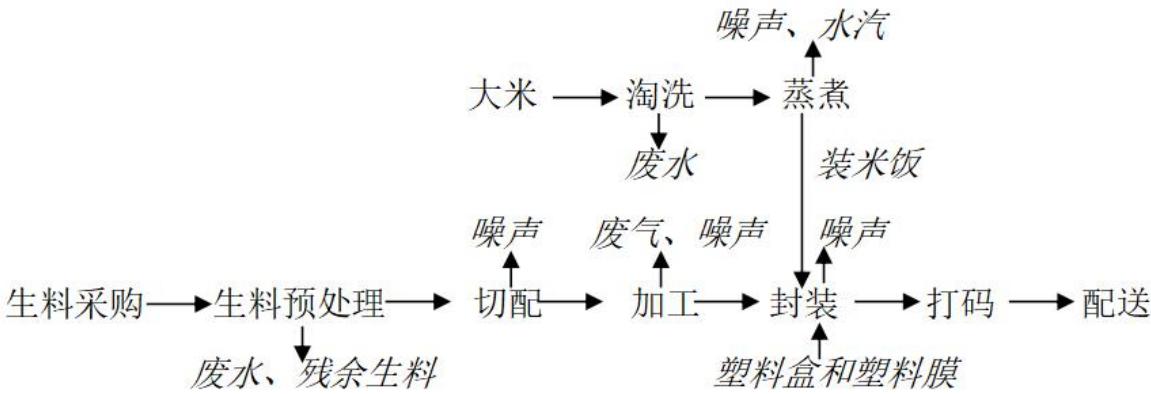 噪声、水汽
大米 淘洗 蒸煮
废水 装米饭
噪声 废气、噪声 噪声
生料采购 生料预处理 切配 加工 封装 打码 配送
废水、残余生料 塑料盒和塑料膜